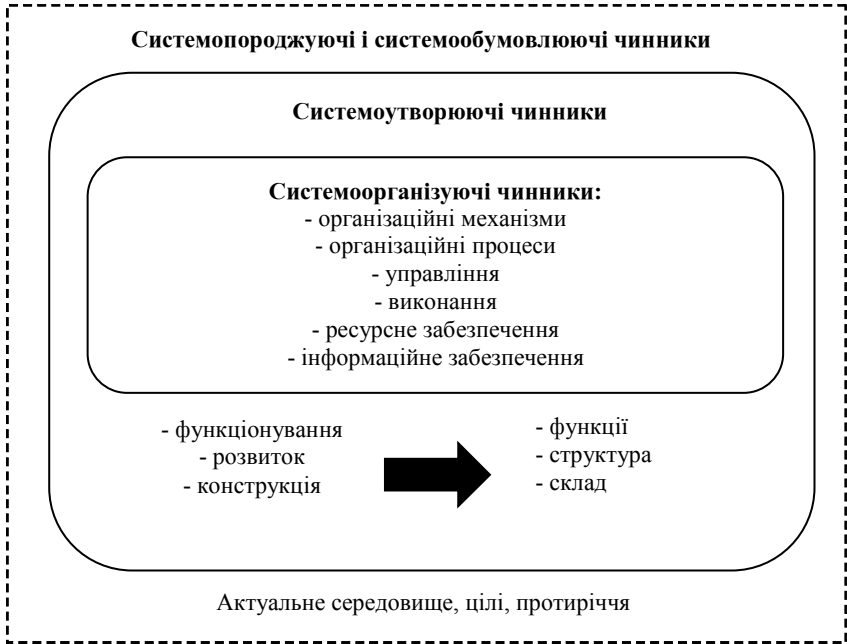 Системопороджуючі і системообумовлюючі чинники
Системоутворюючі чинники
Системоорганізуючі чинники:
- організаційні механізми
- організаційні процеси
- управління
- виконання
- ресурсне забезпечення
- інформаційне забезпечення
- функціонування
- розвиток
- конструкція
- функції
- структура
- склад
Актуальне середовище, цілі, протиріччя